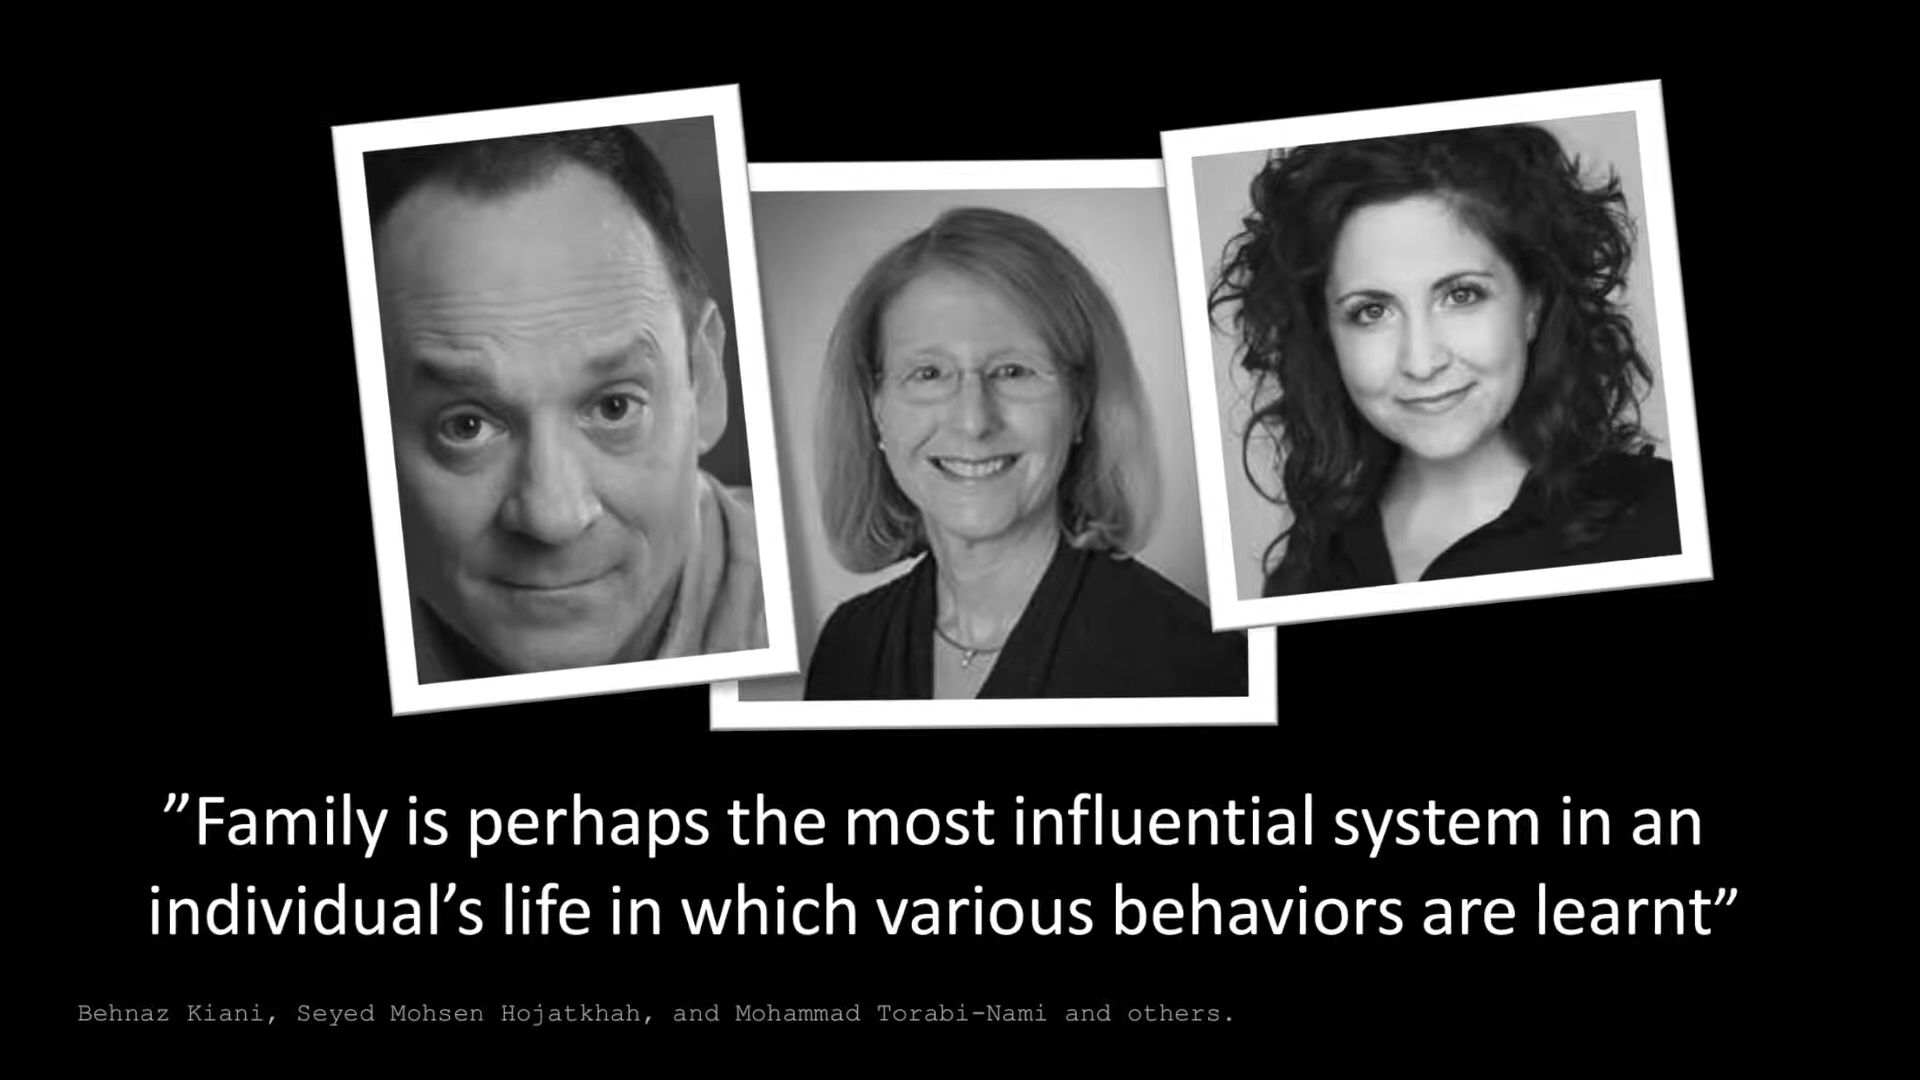 ”Family is perhaps the most influential system in an
individual’s life in which various behaviors are learnt”
Behnaz Kiani, Seyed Mohsen Hojatkhah, and Mohammad Torabi-Nami and others.